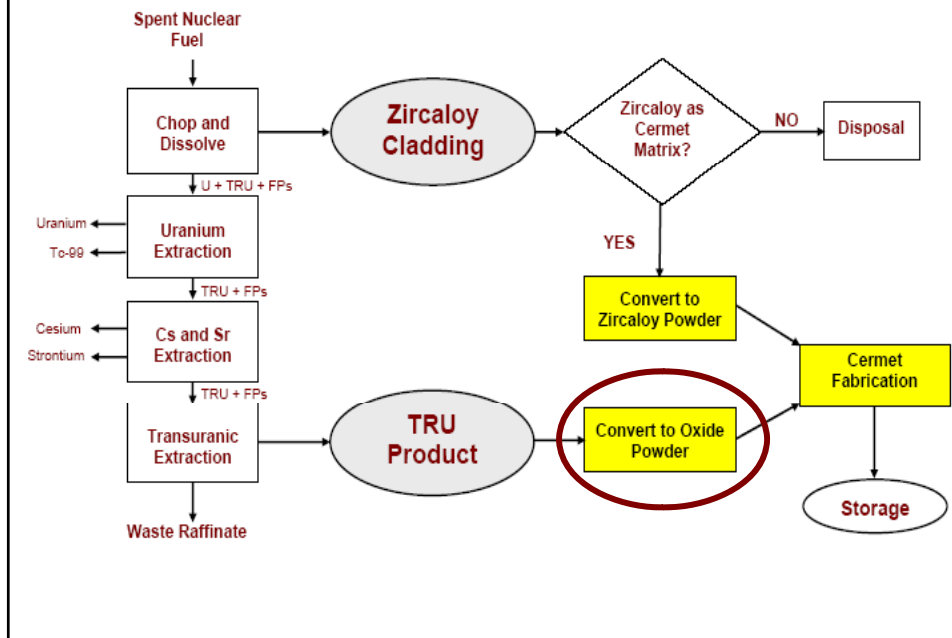 Spent Nuclear
Fuel
Chop and
Dissolve
Zircaloy
Cladding
Zircaloy as
Cermet
Matrix?
NO
Disposal
U + TRU + FPs
Uranium
Tc-99
Uranium
Extraction
YES
TRU + FPs
Convert to
Zircaloy Powder
Cesium
Strontium
Cs and Sr
Extraction
Cermet
Fabrication
TRU + FPs
Transuranic
Extraction
TRU
Product
Convert to Oxide
Powder
Storage
Waste Raffinate